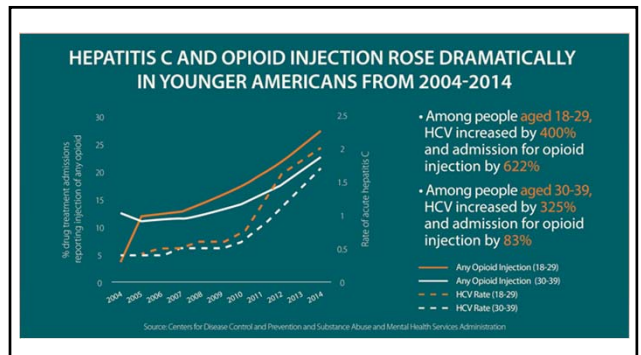 HEPATITIS C AND OPIOID INJECTION ROSE DRAMATICALLY
IN YOUNGER AMERICANS FROM 2004-2014
% drug treatment admissions
reporting injection of any opioid
30
25
20
15
10
5
0
2004
2005
2006
2007
2008
2009
2010
2011
2012
2013
2014
2.5
2
1.5
1
0.5
0
Rate of acute hepatitis C
• Among people aged 18-29,
HCV increased by 400%
and admission for opioid
injection by 622%
• Among people aged 30-39,
HCV increased by 325%
and admission for opioid
injection by 83%
Any Opioid Injection (18-29)
Any Opioid Injection (30-39)
HCV Rate (18-29)
HCV Rate (30-39)
Source: Centers for Disease Control and Prevention and Substance Abuse and Mental Health Services Administration